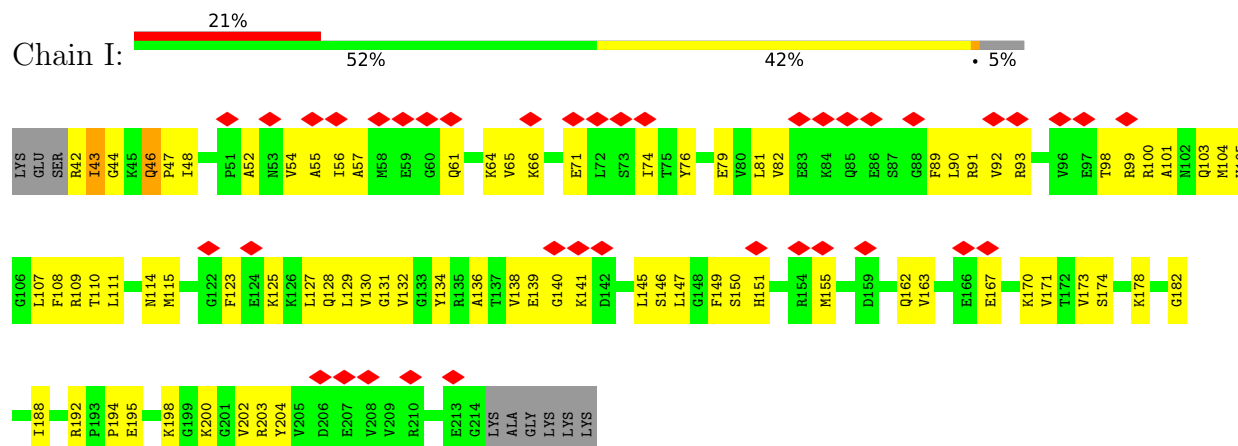 21%
Chain I:
52% 42% • 5%
LYS GLU SER R42 I43 G44 K45 Q46 P47 I48 P51 A52 N53 V54 A55 I56 A57 M58 E59 G60 Q61 K64 V65 K66 E71 L72 S73 I74 T75 Y76 E79 V80 L81 V82 E83 K84 Q85 E86 S87 G88 F89 L90 R91 V92 R93 V96 E97 T98 R99 R100 A101 N102 Q103 M104
G106 L107 F108 R109 T110 L111 N114 M115 G122 F123 E124 K125 K126 L127 Q128 L129 V130 G131 V132 G133 Y134 R135 A136 T137 V138 E139 G140 K141 D142 L145 S146 L147 G148 F149 S150 H151 R154 M155 D159 Q162 V163 E166 E167 K170 V171 T172 V173 S174 K178 G182
I188 R192 P193 P194 E195 K198 G199 K200 G201 V202 R203 Y204 V205 D206 E207 V208 V209 R210 E213 G214 LYS ALA GLY LYS LYS LYS